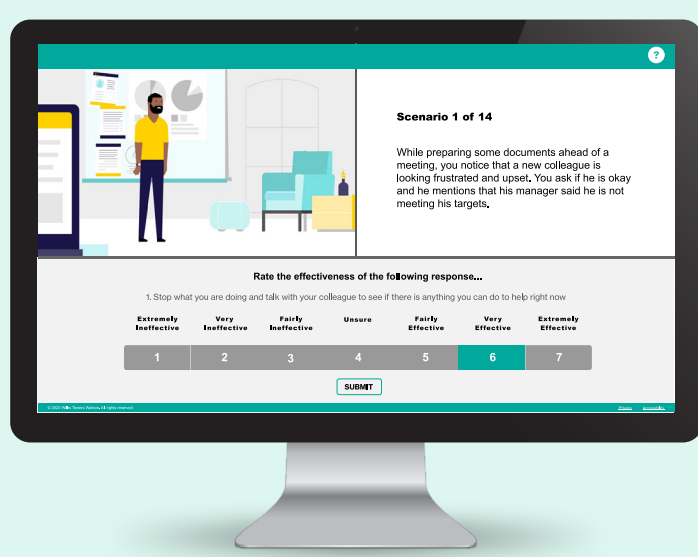 ?
Scenario 1 of 14
While preparing some documents ahead of a
meeting, you notice that a new colleague is
looking frustrated and upset. You ask if he is okay
and he mentions that his manager said he is not
meeting his targets.
Rate the effectiveness of the following response...
1. Stop what you are doing and talk with your colleague to see if there is anything you can do to help right now
Extremely Ineffective
Very Ineffective
Fairly Ineffective
Unsure
Fairly Effective
Very Effective
Extremely Effective
1 2 3 4 5 6 7
SUBMIT
© 2020 Willis Towers Watson. All rights reserved
Privacy Accessibility